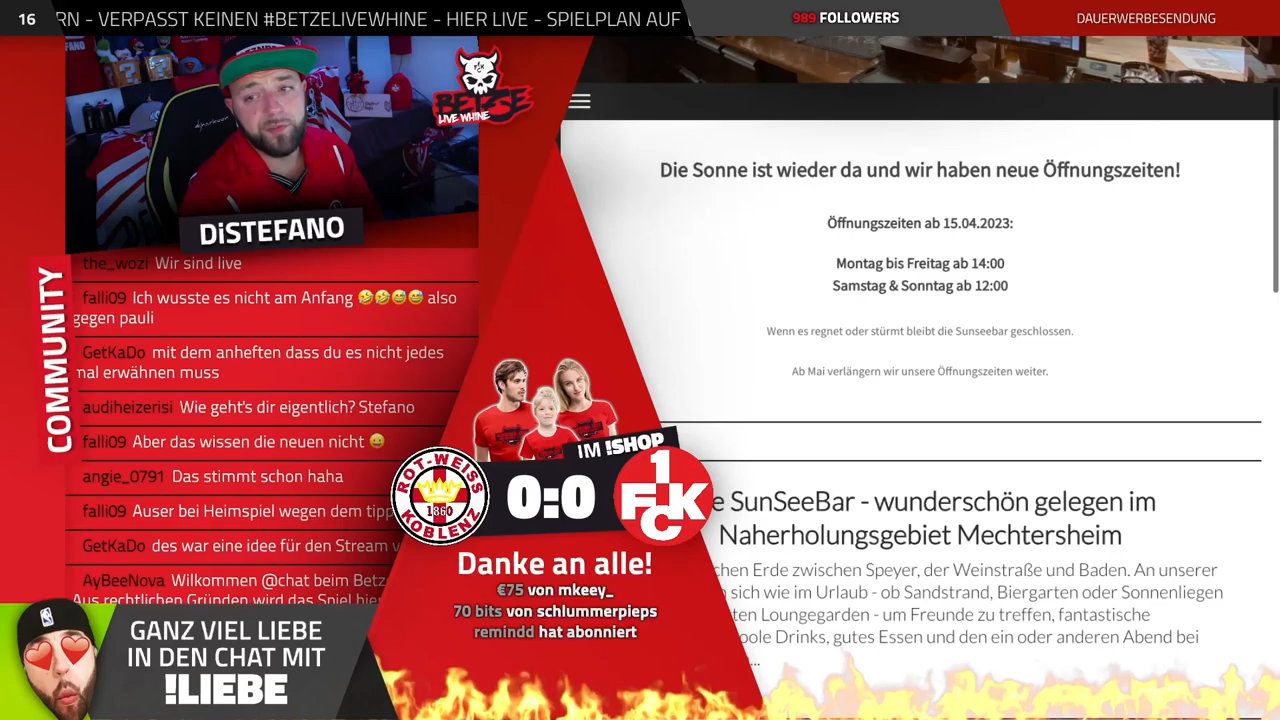 16
RN - VERPASST KEINEN #BETZELIVEWHINE - HIER LIVE - SPIELPLAN AUF
989 FOLLOWERS
DAUERWERBESENDUNG
BETZE
LIVE WHINE
DiSTEFANO
COMMUNITY
the_wozi Wir sind live
falli09 Ich wusste es nicht am Anfang 🤣🤣😅😅 also
gegen pauli
GetKaDo mit dem anheften dass du es nicht jedes
mal erwähnen muss
audiheizerisi Wie geht's dir eigentlich? Stefano
falli09 Aber das wissen die neuen nicht 😄
angie_0791 Das stimmt schon haha
falli09 Auser bei Heimspiel wegen dem tipp
GetKaDo des war eine idee für den Stream v
AyBeeNova Wilkommen @chat beim Betze
Aus rechtlichen Gründen wird das Spiel hier
GANZ VIEL LIEBE
IN DEN CHAT MIT
!LIEBE
IM !SHOP
ROT-WEISS
1860
KOBLENZ
0:0
1
FCK
Danke an alle!
€75 von mkeey_
70 bits von schlummerpieps
remindd hat abonniert
Die Sonne ist wieder da und wir haben neue Öffnungszeiten!
Öffnungszeiten ab 15.04.2023:
Montag bis Freitag ab 14:00
Samstag & Sonntag ab 12:00
Wenn es regnet oder stürmt bleibt die Sunseebar geschlossen.
Ab Mai verlängern wir unsere Öffnungszeiten weiter.
e SunSeeBar - wunderschön gelegen im
Naherholungsgebiet Mechtersheim
chen Erde zwischen Speyer, der Weinstraße und Baden. An unserer
sich wie im Urlaub - ob Sandstrand, Biergarten oder Sonnenliegen
ten Loungegarden - um Freunde zu treffen, fantastische
oole Drinks, gutes Essen und den ein oder anderen Abend bei
...